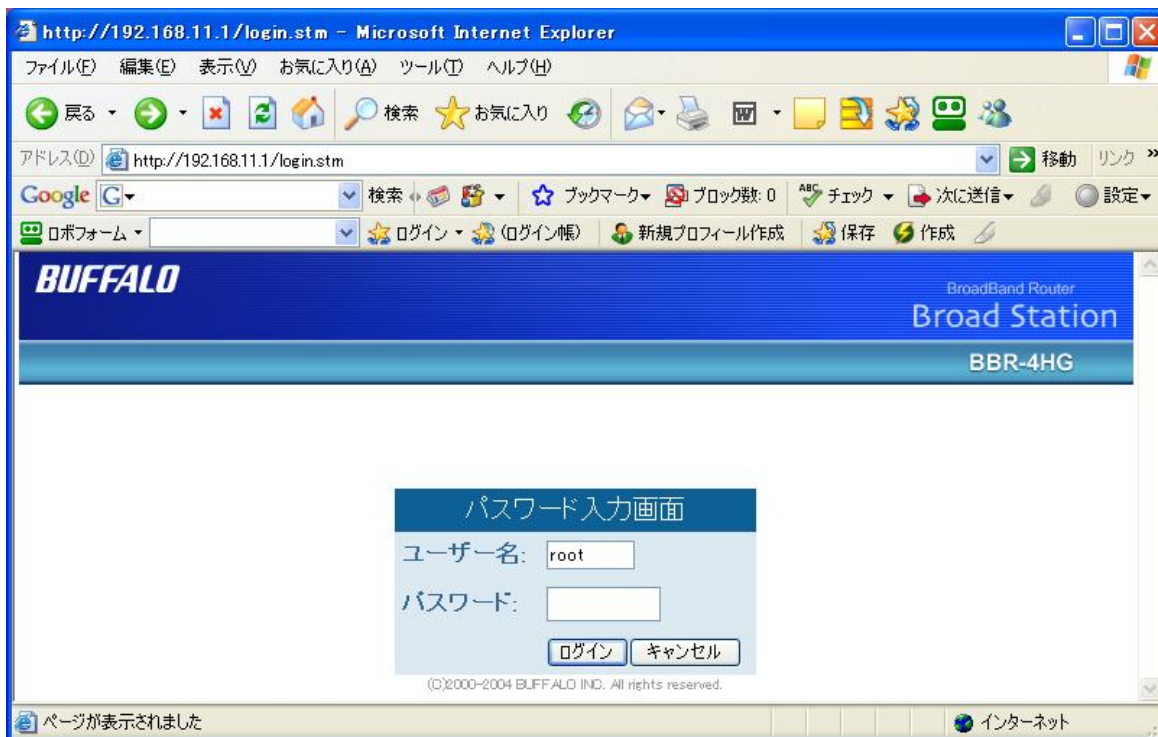 http://192.168.11.1/login.stm - Microsoft Internet Explorer
ファイル(F) 編集(E) 表示(V) お気に入り(A) ツール(T) ヘルプ(H)
戻る 検索 お気に入り
アドレス(D) http://192.168.11.1/login.stm 移動 リンク »
Google G 検索 ブックマーク ブロック数: 0 ABC チェック 次に送信 設定
ロボフォーム ログイン (ログイン帳) 新規プロフィール作成 保存 作成
BUFFALO
BroadBand Router
Broad Station
BBR-4HG
パスワード入力画面
ユーザー名: root
パスワード:
ログイン キャンセル
(C)2000-2004 BUFFALO INC. All rights reserved.
ページが表示されました インターネット